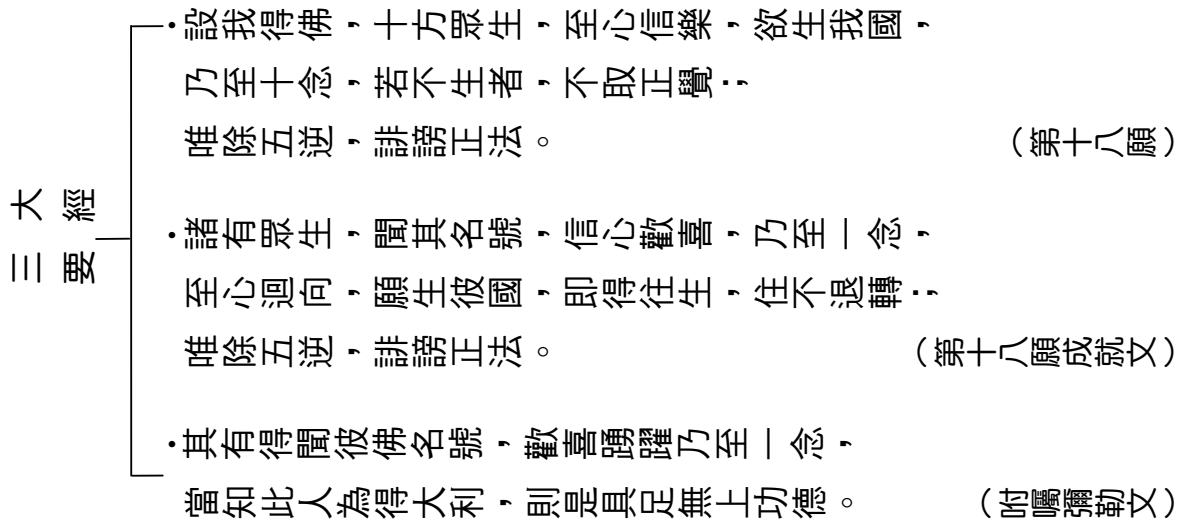 大經
三要
・設我得佛，十方眾生，至心信樂，欲生我國，
乃至十念，若不生者，不取正覺；
唯除五逆，誹謗正法。（第十八願）
・諸有眾生，聞其名號，信心歡喜，乃至一念，
至心迴向，願生彼國，即得往生，住不退轉；
唯除五逆，誹謗正法。（第十八願成就文）
・其有得聞彼佛名號，歡喜踴躍乃至一念，
當知此人為得大利，則是具足無上功德。（咐囑彌勒文）